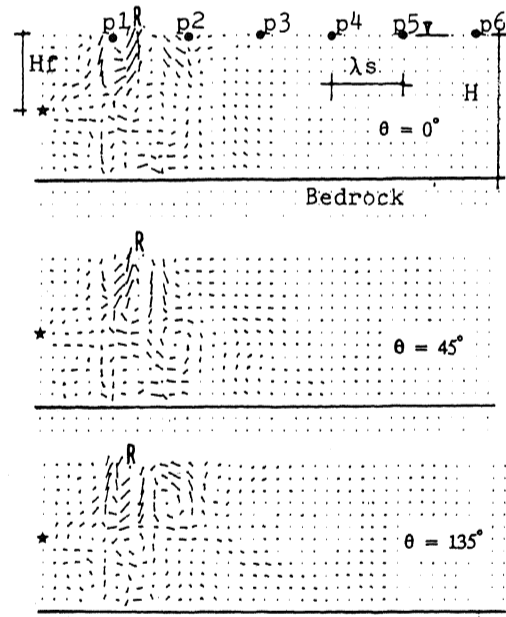 p1 R p2 p3 p4 p5 p6
Hf
λs
H
θ = 0°
Bedrock
R
θ = 45°
R
θ = 135°